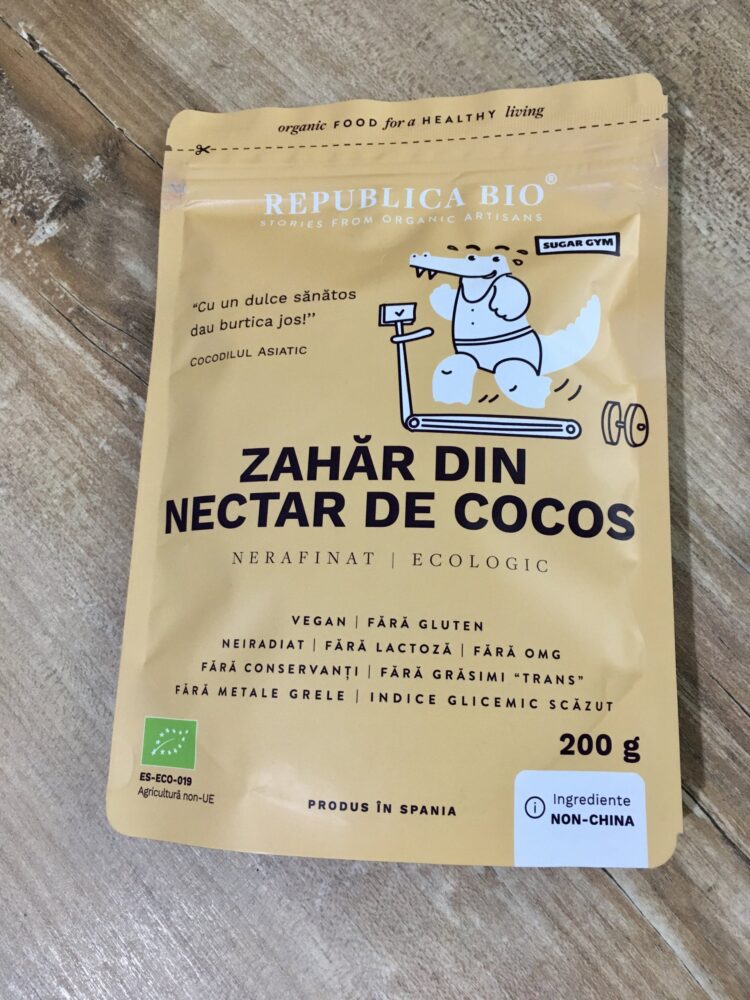 organic FOOD for a HEALTHY living
REPUBLICA BIO®
STORIES FROM ORGANIC ARTISANS
SUGAR GYM
“Cu un dulce sănătos
dau burtica jos!’’
COCODILUL ASIATIC
ZAHĂR DIN
NECTAR DE COCOS
NERAFINAT | ECOLOGIC
VEGAN | FĂRĂ GLUTEN
NEIRADIAT | FĂRĂ LACTOZĂ | FĂRĂ OMG
FĂRĂ CONSERVANȚI | FĂRĂ GRĂSIMI “TRANS”
FĂRĂ METALE GRELE | INDICE GLICEMIC SCĂZUT
200 g
ES-ECO-019
Agricultură non-UE
PRODUS ÎN SPANIA
i Ingrediente
NON-CHINA